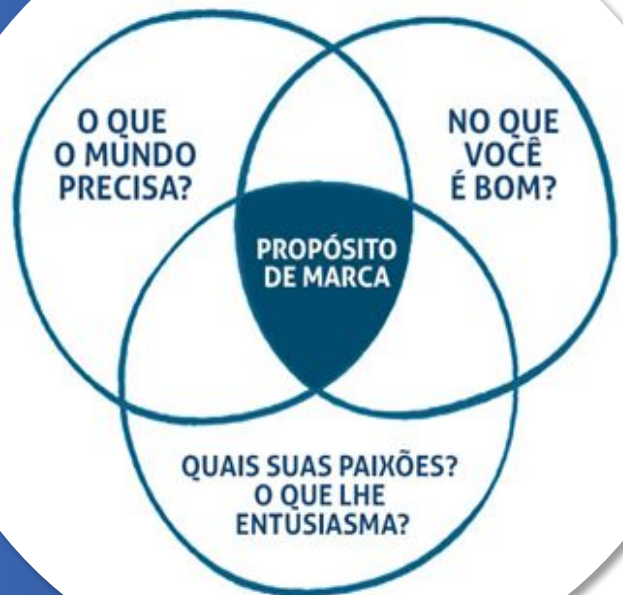 O QUE
O MUNDO
PRECISA?
NO QUE
VOCÊ
É BOM?
PROPÓSITO
DE MARCA
QUAIS SUAS PAIXÕES?
O QUE LHE
ENTUSIASMA?